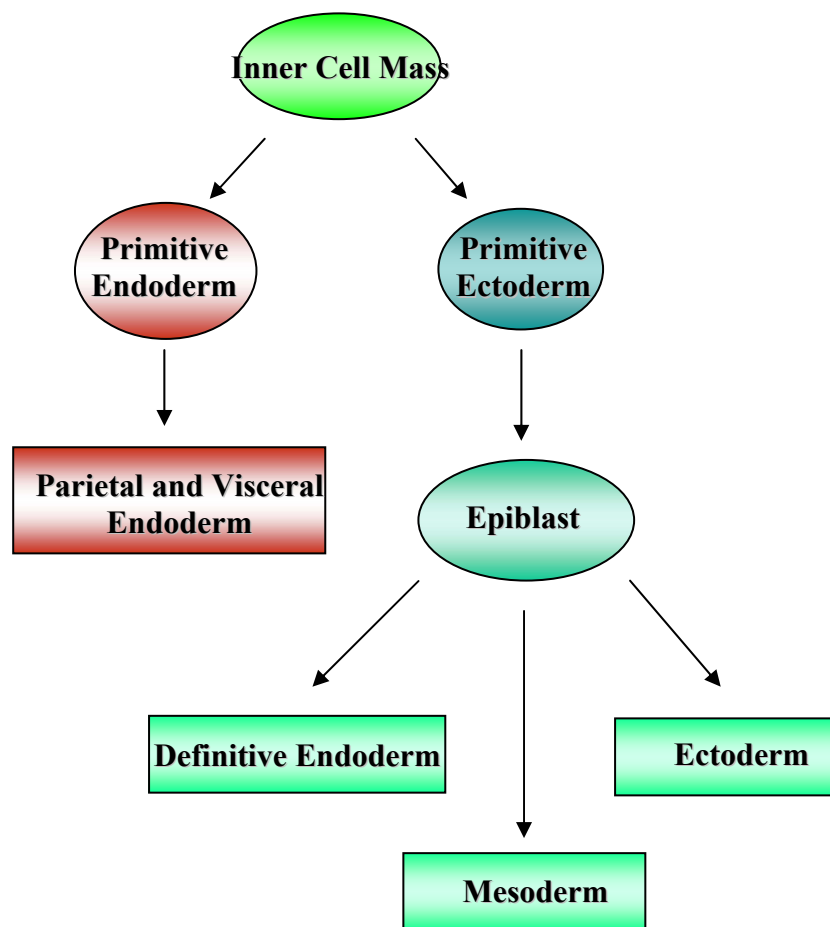 Inner Cell Mass
Primitive
Endoderm
Primitive
Ectoderm
Parietal and Visceral
Endoderm
Epiblast
Definitive Endoderm
Ectoderm
Mesoderm